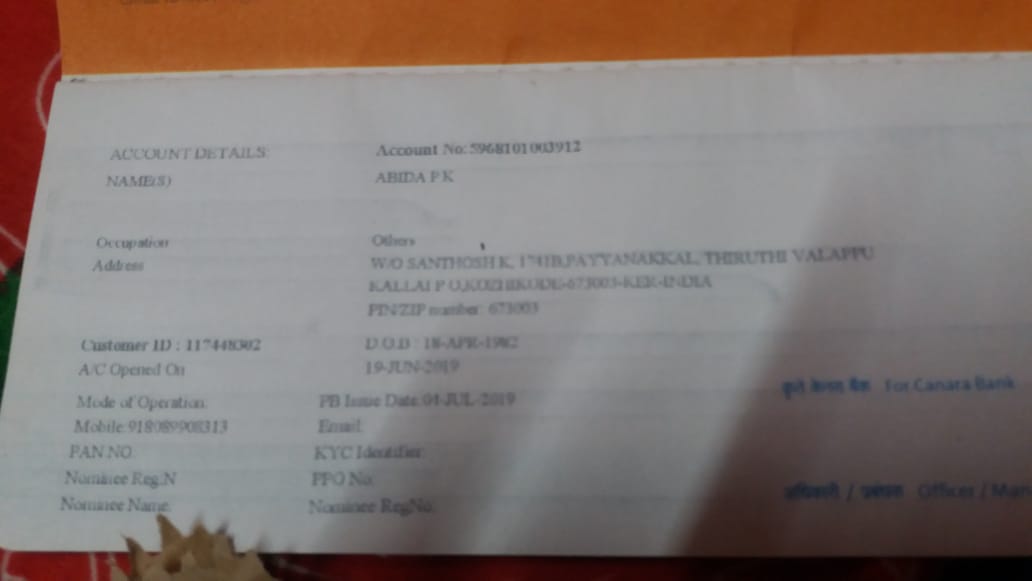 ACCOUNT DETAILS: Account No: 5968101003912
NAME(S) ABIDA P K
Occupation Others
Address W/O SANTHOSH K, 1741B,PAYYANAKKAL, THIRUTHI VALAPPU
KALLAI P O,KOZHIKODE-673003-KER-INDIA
PIN/ZIP number: 673003
Customer ID : 117448302 D.O.B : 18-APR-1982
A/C Opened On 19-JUN-2019
Mode of Operation: PB Issue Date:04-JUL-2019
Mobile:918089908313 Email:
PAN.NO: KYC Identifier:
Nominee Reg:N PPO No:
Nominee Name: Nominee RegNo:
कृते केनरा बैंक For Canara Bank
अधिकारी / प्रबंधक Officer /